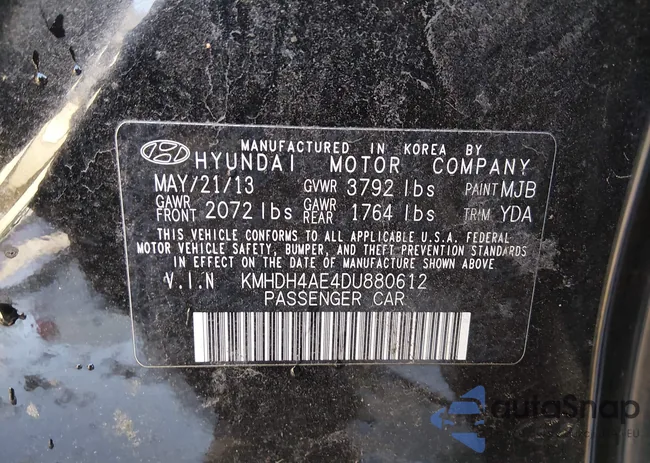 MANUFACTURED IN KOREA BY
HYUNDAI MOTOR COMPANY
MAY/21/13 GVWR 3792 lbs PAINT MJB
GAWR FRONT 2072 lbs GAWR REAR 1764 lbs TRIM YDA
THIS VEHICLE CONFORMS TO ALL APPLICABLE U.S.A. FEDERAL
MOTOR VEHICLE SAFETY, BUMPER, AND THEFT PREVENTION STANDARDS
IN EFFECT ON THE DATE OF MANUFACTURE SHOWN ABOVE
V.I.N KMHDH4AE4DU880612
PASSENGER CAR
autoSnap